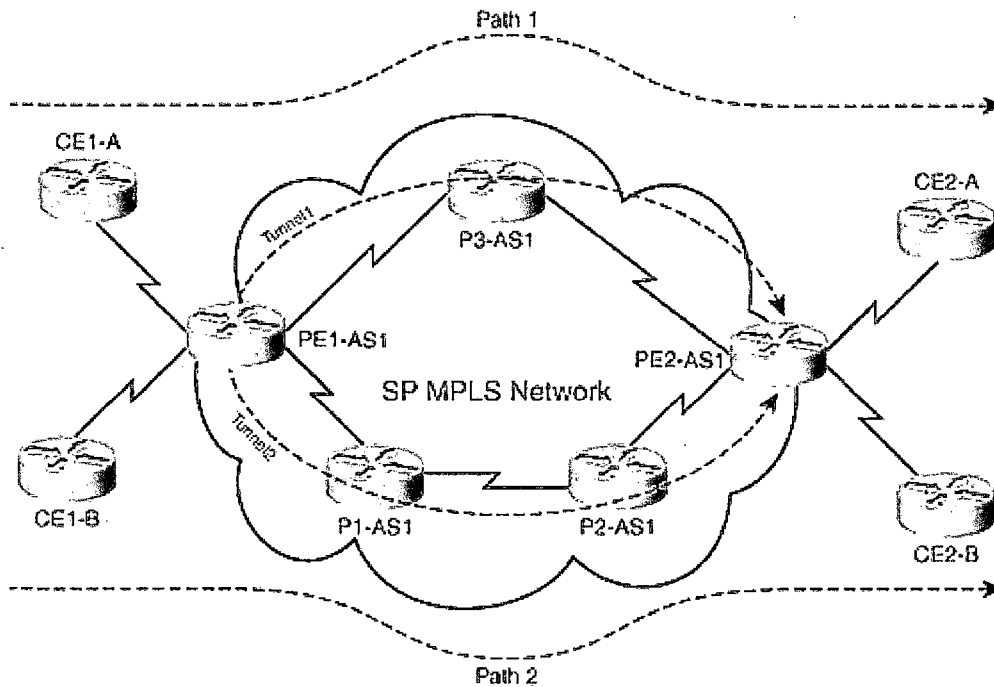 Path 1
CE1-A
CE2-A
Tunnel1
P3-AS1
PE1-AS1
PE2-AS1
SP MPLS Network
Tunnel2
CE1-B
P1-AS1
P2-AS1
CE2-B
Path 2